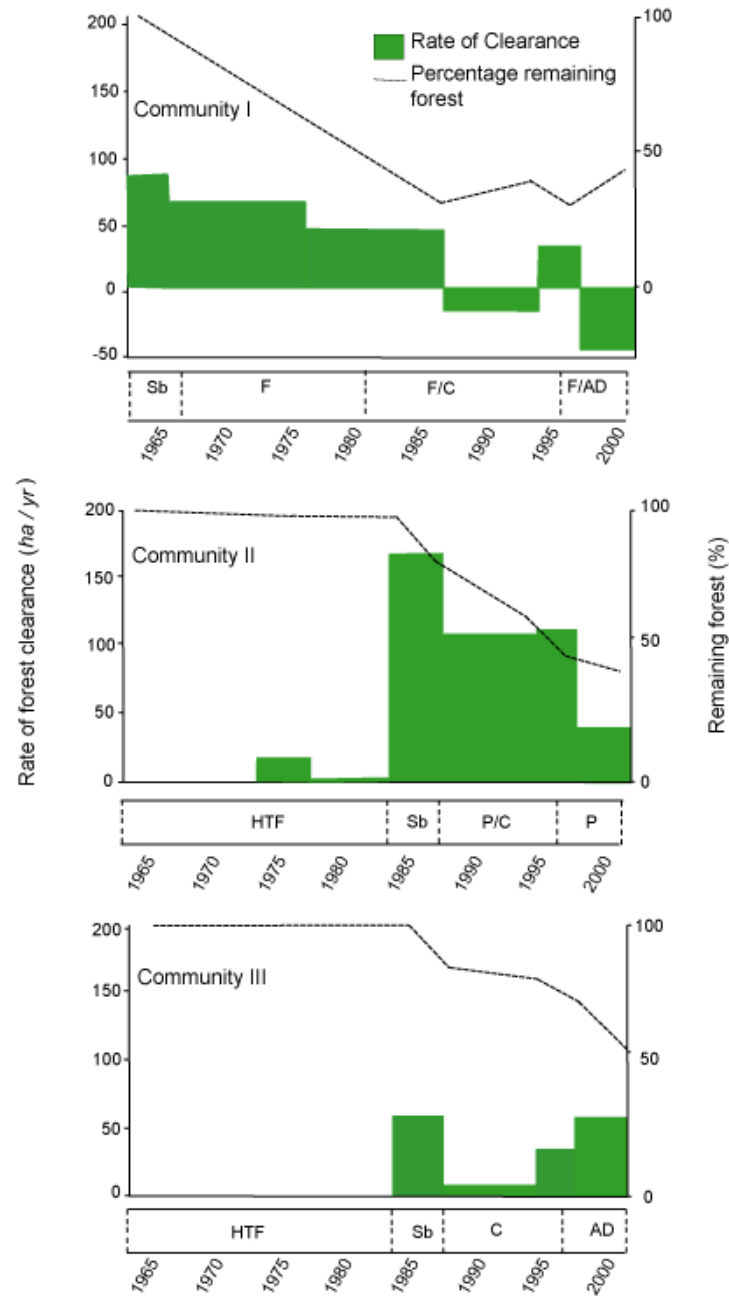 200
150
100
50
0
-50
100
50
0
Rate of Clearance
Percentage remaining
forest
Community I
Sb
F
F/C
F/AD
1965
1970
1975
1980
1985
1990
1995
2000
Rate of forest clearance (ha / yr)
Remaining forest (%)
200
150
100
50
0
100
50
0
Community II
HTF
Sb
P/C
P
1965
1970
1975
1980
1985
1990
1995
2000
200
150
100
50
0
100
50
0
Community III
HTF
Sb
C
AD
1965
1970
1975
1980
1985
1990
1995
2000